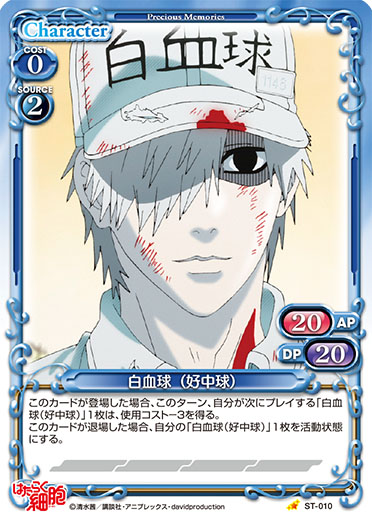 Precious Memories
Character
COST
0
SOURCE
2
白血球
1146
20 AP
DP 20
白血球（好中球）
このカードが登場した場合、このターン、自分が次にプレイする「白血
球（好中球）」1枚は、使用コスト－3を得る。
このカードが退場した場合、自分の「白血球（好中球）」1枚を活動状態
にする。
はたらく
細胞
©清水茜／講談社・アニプレックス・davidproduction
ST-010